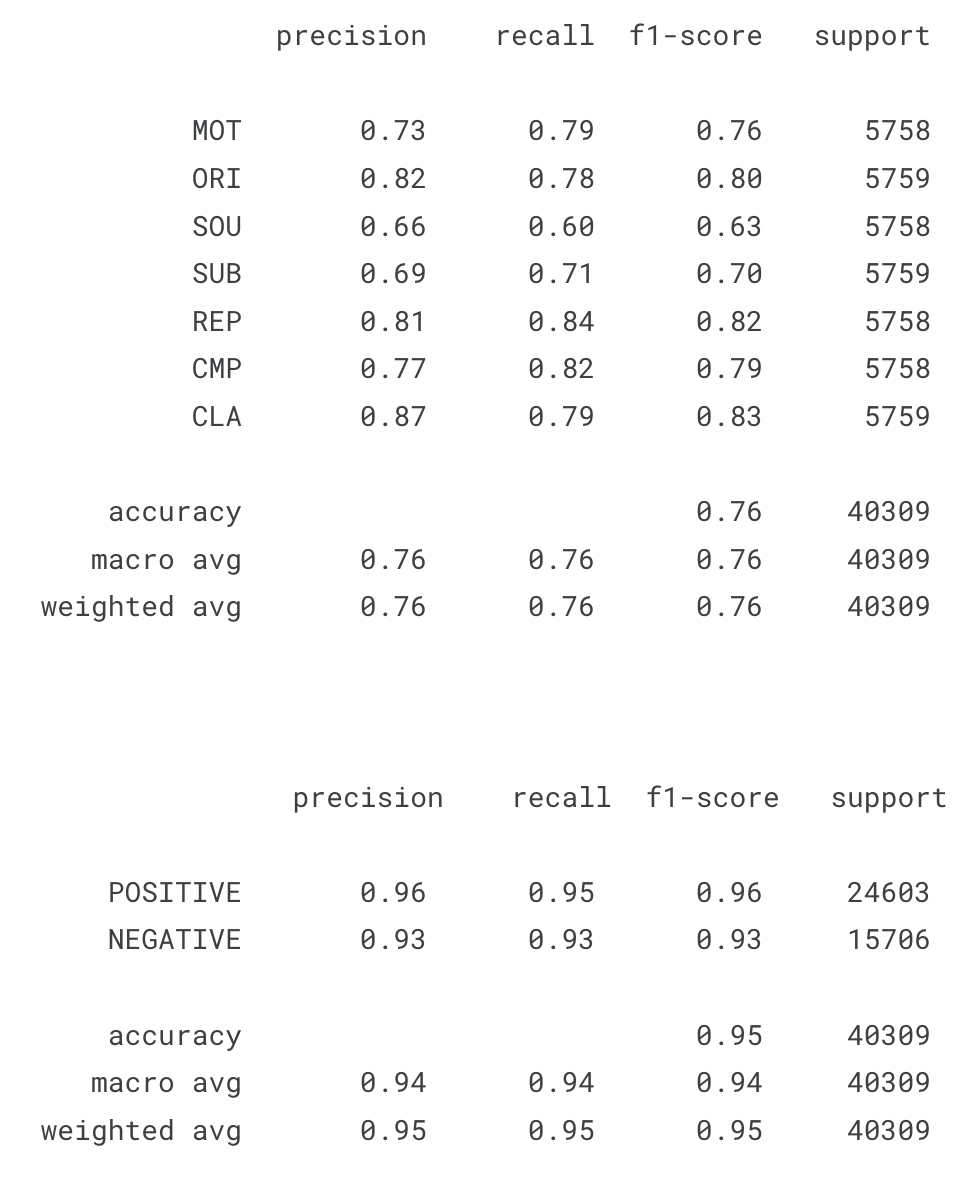 precision recall f1-score support
MOT 0.73 0.79 0.76 5758
ORI 0.82 0.78 0.80 5759
SOU 0.66 0.60 0.63 5758
SUB 0.69 0.71 0.70 5759
REP 0.81 0.84 0.82 5758
CMP 0.77 0.82 0.79 5758
CLA 0.87 0.79 0.83 5759
accuracy 0.76 40309
macro avg 0.76 0.76 0.76 40309
weighted avg 0.76 0.76 0.76 40309
precision recall f1-score support
POSITIVE 0.96 0.95 0.96 24603
NEGATIVE 0.93 0.93 0.93 15706
accuracy 0.95 40309
macro avg 0.94 0.94 0.94 40309
weighted avg 0.95 0.95 0.95 40309